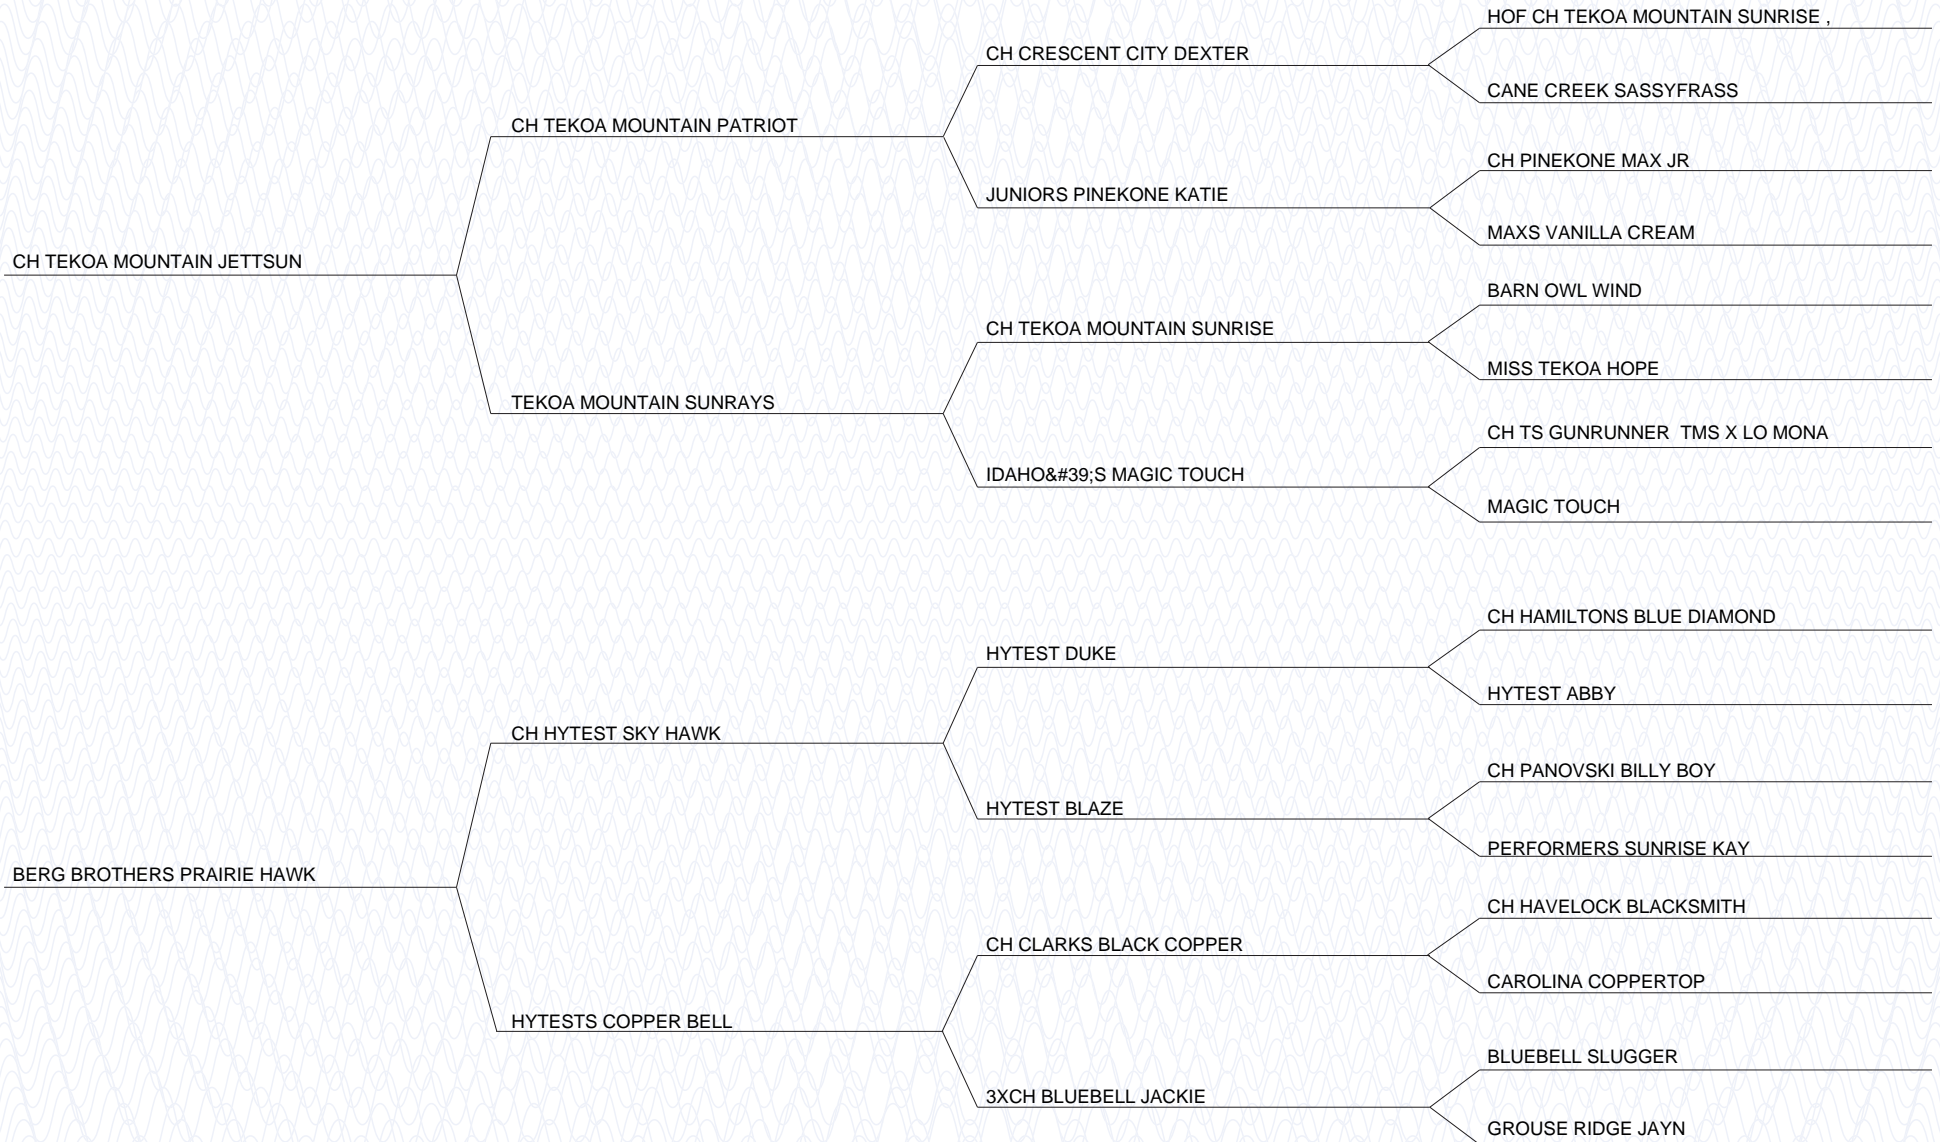 HOF CH TEKOA MOUNTAIN SUNRISE ,
CH CRESCENT CITY DEXTER
CANE CREEK SASSYFRASS
CH TEKOA MOUNTAIN PATRIOT
CH PINEKONE MAX JR
JUNIORS PINEKONE KATIE
MAXS VANILLA CREAM
CH TEKOA MOUNTAIN JETTSUN
BARN OWL WIND
CH TEKOA MOUNTAIN SUNRISE
MISS TEKOA HOPE
TEKOA MOUNTAIN SUNRAYS
CH TS GUNRUNNER  TMS X LO MONA
IDAHO&#39;S MAGIC TOUCH
MAGIC TOUCH
CH HAMILTONS BLUE DIAMOND
HYTEST DUKE
HYTEST ABBY
CH HYTEST SKY HAWK
CH PANOVSKI BILLY BOY
HYTEST BLAZE
PERFORMERS SUNRISE KAY
BERG BROTHERS PRAIRIE HAWK
CH HAVELOCK BLACKSMITH
CH CLARKS BLACK COPPER
CAROLINA COPPERTOP
HYTESTS COPPER BELL
BLUEBELL SLUGGER
3XCH BLUEBELL JACKIE
GROUSE RIDGE JAYN